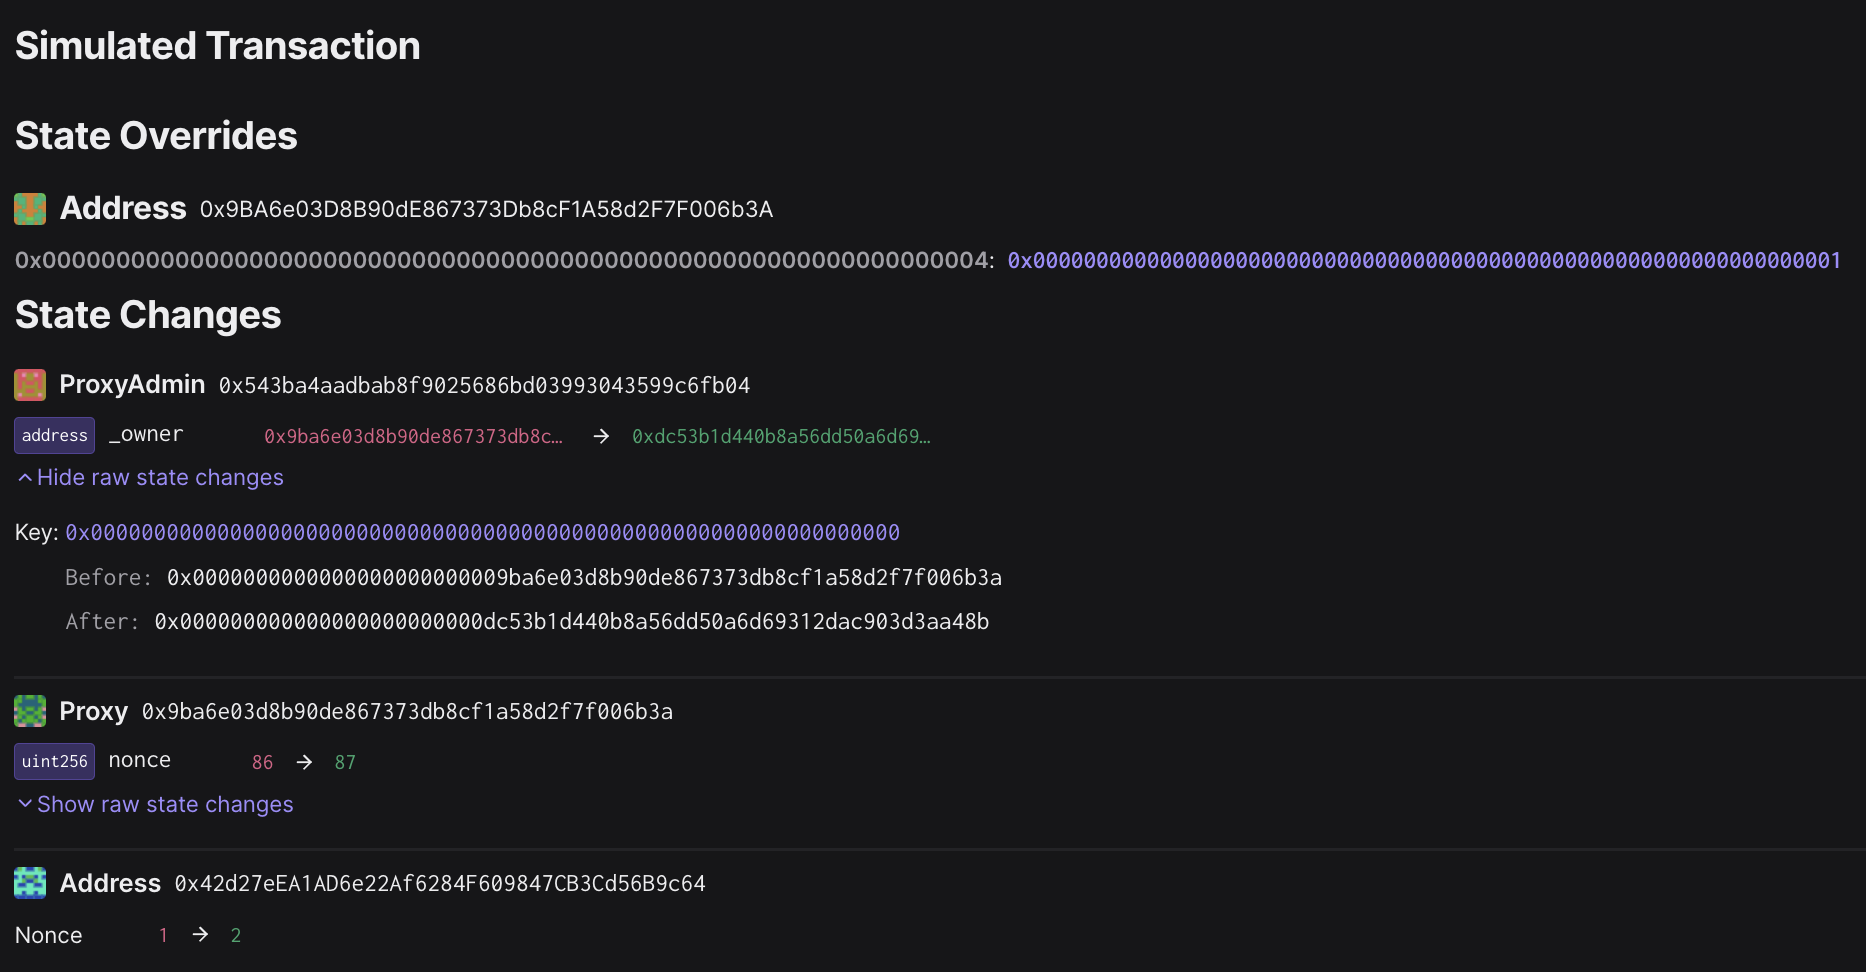 Simulated Transaction
State Overrides
Address 0x9BA6e03D8B90dE867373Db8cF1A58d2F7F006b3A
0x0000000000000000000000000000000000000000000000000000000000000004: 0x0000000000000000000000000000000000000000000000000000000000000001
State Changes
ProxyAdmin 0x543ba4aadbab8f9025686bd03993043599c6fb04
address _owner 0x9ba6e03d8b90de867373db8c… → 0xdc53b1d440b8a56dd50a6d69…
Hide raw state changes
Key: 0x0000000000000000000000000000000000000000000000000000000000000000
Before: 0x0000000000000000000000009ba6e03d8b90de867373db8cf1a58d2f7f006b3a
After: 0x000000000000000000000000dc53b1d440b8a56dd50a6d69312dac903d3aa48b
Proxy 0x9ba6e03d8b90de867373db8cf1a58d2f7f006b3a
uint256 nonce 86 → 87
Show raw state changes
Address 0x42d27eEA1AD6e22Af6284F609847CB3Cd56B9c64
Nonce 1 → 2